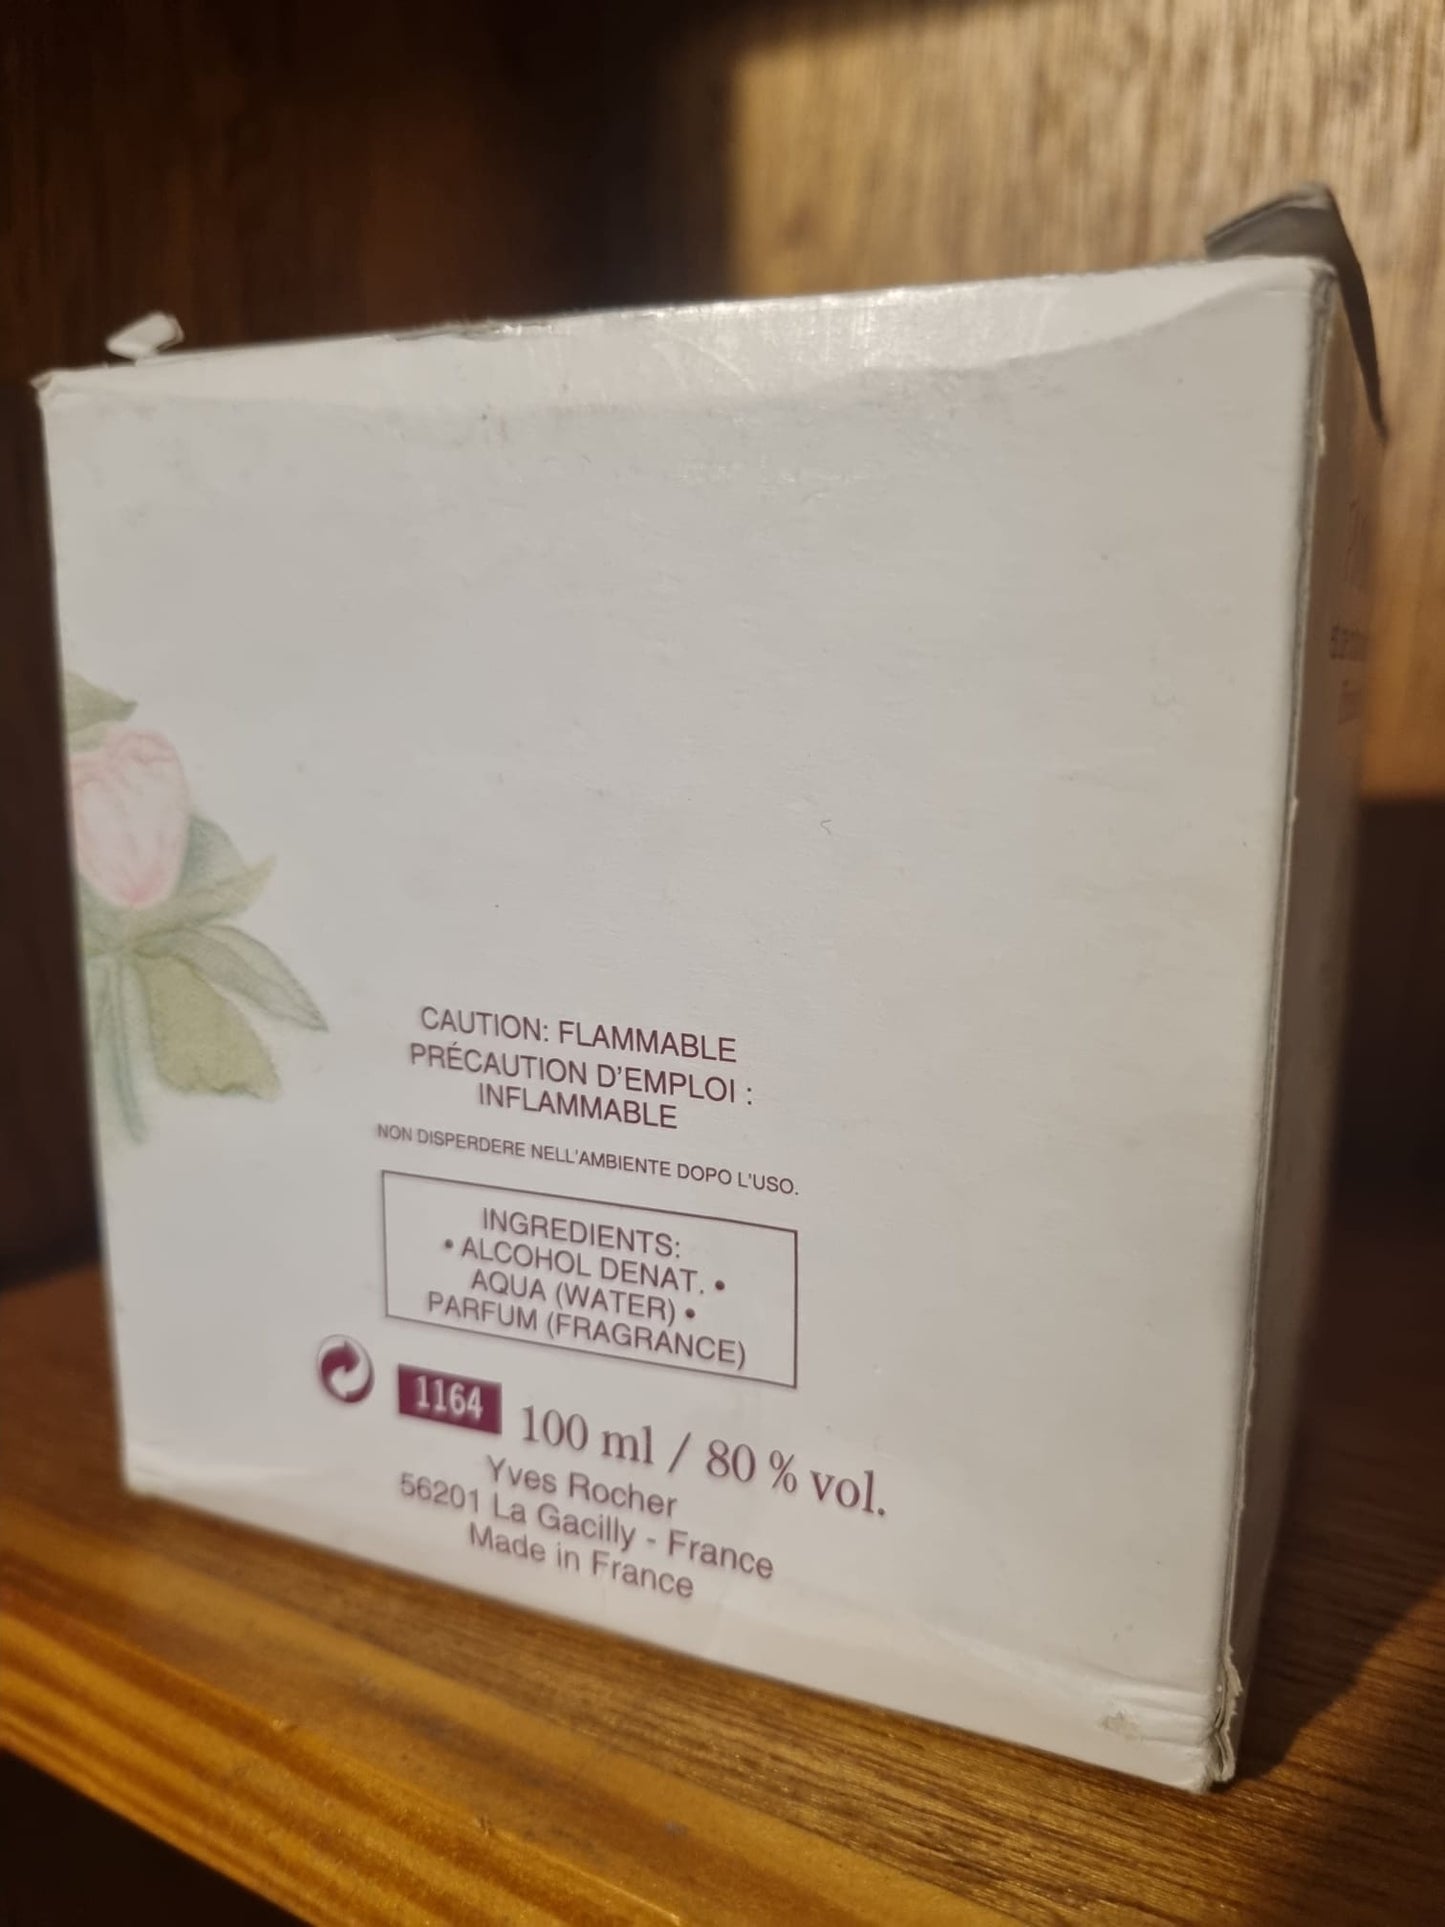 CAUTION: FLAMMABLE
PRÉCAUTION D'EMPLOI :
INFLAMMABLE
NON DISPERDERE NELL'AMBIENTE DOPO L'USO.
INGREDIENTS:
• ALCOHOL DENAT. •
AQUA (WATER) •
PARFUM (FRAGRANCE)
1164 100 ml / 80 % vol.
Yves Rocher
56201 La Gacilly - France
Made in France